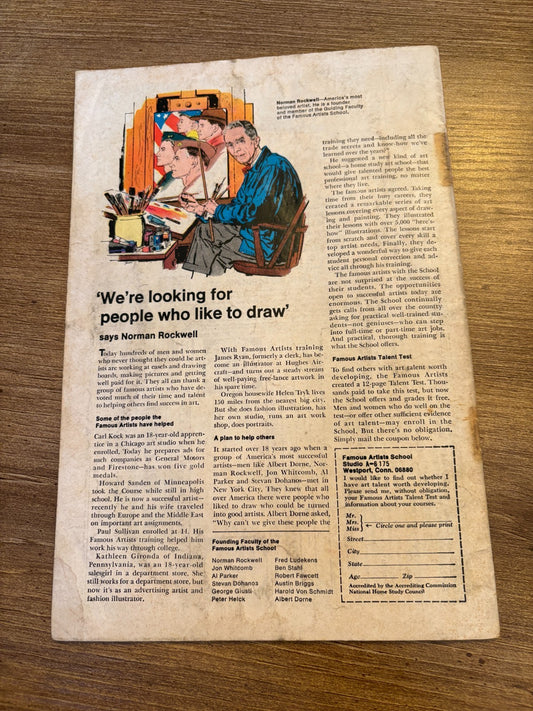 Norman Rockwell—America's most
beloved artist. He is a founder
and member of the Guiding Faculty
of the Famous Artists School.
'We're looking for
people who like to draw'
says Norman Rockwell
Today hundreds of men and women
who never thought they could be art-
ists are working at easels and drawing
boards, making pictures and getting
well paid for it. They all can thank a
group of famous artists who have de-
voted much of their time and talent
to helping others find success in art.
Some of the people the
Famous Artists have helped
Carl Kock was an 18-year-old appren-
tice in a Chicago art studio when he
enrolled. Today he prepares ads for
such companies as General Motors
and Firestone—has won five gold
medals.
Howard Sanden of Minneapolis
took the Course while still in high
school. He is now a successful artist—
recently he and his wife traveled
through Europe and the Middle East
on important art assignments.
Paul Sullivan enrolled at 14. His
Famous Artists training helped him
work his way through college.
Kathleen Gironda of Indiana,
Pennsylvania, was an 18-year-old
salesgirl in a department store. She
still works for a department store, but
now it's as an advertising artist and
fashion illustrator.
With Famous Artists training
James Ryan, formerly a clerk, has be-
come an illustrator at Hughes Air-
craft—and turns out a steady stream
of well-paying free-lance artwork in
his spare time.
Oregon housewife Helen Tryk lives
150 miles from the nearest big city.
But she does fashion illustration, has
her own studio, runs an art work
shop, does portraits.
A plan to help others
It started over 18 years ago when a
group of America's most successful
artists—men like Albert Dorne, Nor-
man Rockwell, Jon Whitcomb, Al
Parker and Stevan Dohanos—met in
New York City. They knew that all
over America there were people who
liked to draw who could be turned
into good artists. Albert Dorne asked,
"Why can't we give these people the
Founding Faculty of the
Famous Artists School
Norman Rockwell
Jon Whitcomb
Al Parker
Stevan Dohanos
George Giusti
Peter Helck
Fred Ludekens
Ben Stahl
Robert Fawcett
Austin Briggs
Harold Von Schmidt
Albert Dorne
training they need—including all the
trade secrets and know-how we've
learned over the years?"
He suggested a new kind of art
school—a home study art school—that
would give talented people the best
professional art training, no matter
where they live.
The famous artists agreed. Taking
time from their busy careers, they
created a remarkable series of art
lessons covering every aspect of draw-
ing and painting. They illustrated
their lessons with over 5,000 "here's-
how" illustrations. The lessons start
from scratch and cover every skill a
top artist needs. Finally, they de-
veloped a wonderful way to give each
student personal correction and ad-
vice all through his training.
The famous artists with the School
are not surprised at the success of
their students. The opportunities
open to successful artists today are
enormous. The School continually
gets calls from all over the county
asking for practical well-trained stu-
dents—not geniuses—who can step
into full-time or part-time art jobs.
And practical, thorough training is
what the School offers.
Famous Artists Talent Test
To find others with art talent worth
developing, the Famous Artists
created a 12-page Talent Test. Thou-
sands paid to take this test, but now
the School offers and grades it free.
Men and women who do well on the
test—or offer other sufficient evidence
of art talent—may enroll in the
School. But there's no obligation.
Simply mail the coupon below.
Famous Artists School
Studio A-6175
Westport, Conn. 06880
I would like to find out whether I
have art talent worth developing.
Please send me, without obligation,
your Famous Artists Talent Test and
information about your courses.
Mr.
Mrs.
Miss
Circle one and please print
Street
City
State
Age
Zip
Accredited by the Accrediting Commission
National Home Study Council